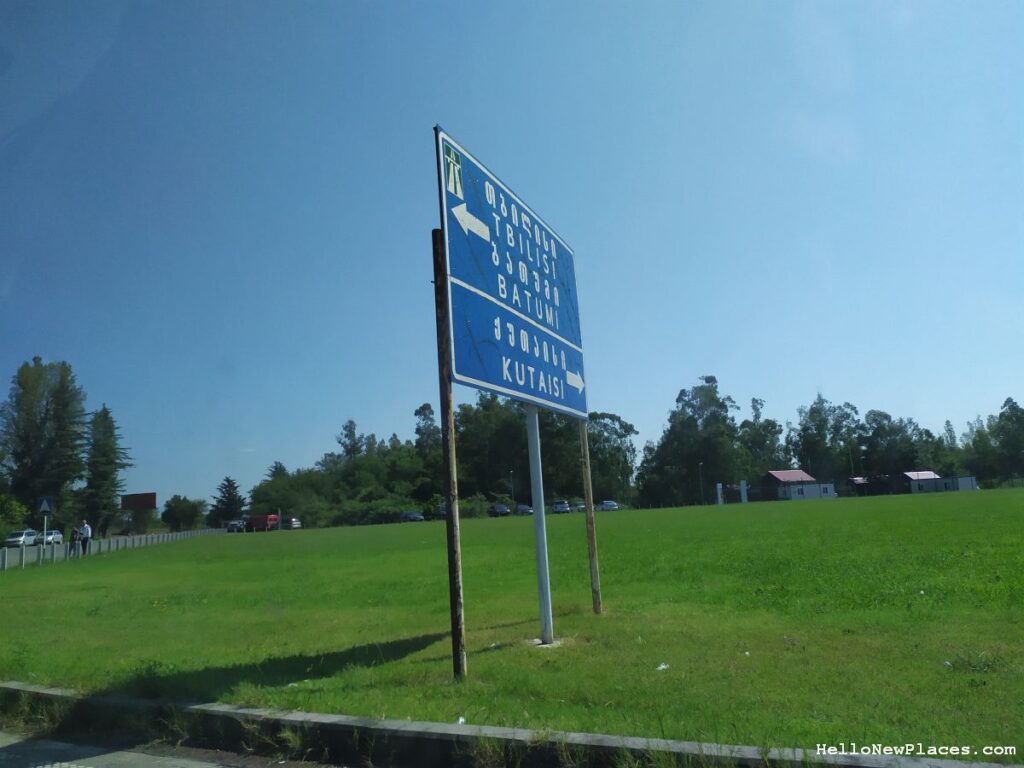 თბილისი
TBILISI
ბათუმი
BATUMI
ქუთაისი
KUTAISI
HelloNewPlaces.com